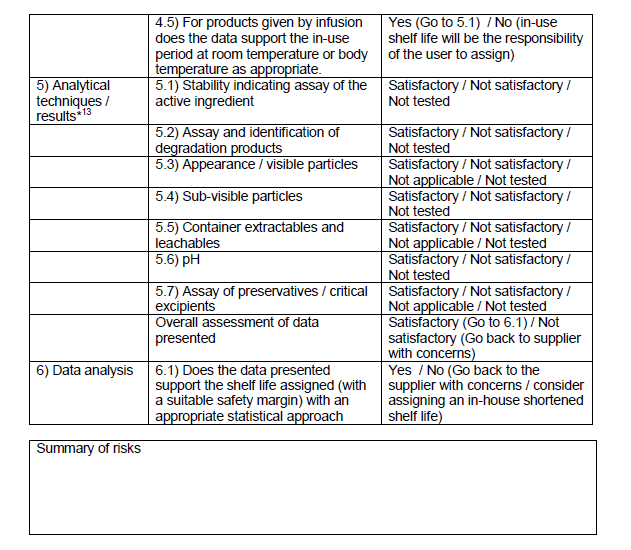 4.5) For products given by infusion
does the data support the in-use
period at room temperature or body
temperature as appropriate.
Yes (Go to 5.1)  / No (in-use
shelf life will be the responsibility
of the user to assign)
5) Analytical
techniques /
results*13
5.1) Stability indicating assay of the
active ingredient
Satisfactory / Not satisfactory /
Not tested
5.2) Assay and identification of
degradation products
Satisfactory / Not satisfactory /
Not tested
5.3) Appearance / visible particles
Satisfactory / Not satisfactory /
Not applicable / Not tested
5.4) Sub-visible particles
Satisfactory / Not satisfactory /
Not tested
5.5) Container extractables and
leachables
Satisfactory / Not satisfactory /
Not applicable / Not tested
5.6) pH
Satisfactory / Not satisfactory /
Not tested
5.7) Assay of preservatives / critical
excipients
Satisfactory / Not satisfactory /
Not applicable / Not tested
Overall assessment of data
presented
Satisfactory (Go to 6.1) / Not
satisfactory (Go back to supplier
with concerns)
6) Data analysis
6.1) Does the data presented
support the shelf life assigned (with
a suitable safety margin) with an
appropriate statistical approach
Yes  / No (Go back to the
supplier with concerns / consider
assigning an in-house shortened
shelf life)
Summary of risks